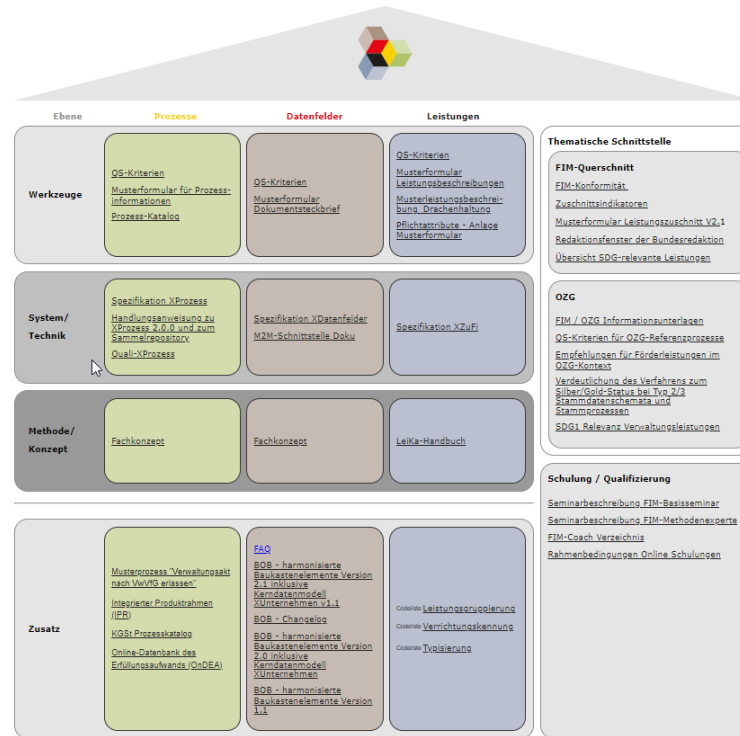 Ebene
Prozesse
Datenfelder
Leistungen
Werkzeuge
QS-Kriterien
Musterformular für Prozess-
informationen
Prozess-Katalog
QS-Kriterien
Musterformular
Dokumentsteckbrief
QS-Kriterien
Musterformular
Leistungsbeschreibungen
Musterleistungsbeschrei-
bung Drachenhaltung
Pflichtattribute - Anlage
Musterformular
System/
Technik
Spezifikation XProzess
Handlungsanweisung zu
XProzess 2.0.0 und zum
Sammelrepository
Quali-XProzess
Spezifikation XDatenfelder
M2M-Schnittstelle Doku
Spezifikation XZuFi
Methode/
Konzept
Fachkonzept
Fachkonzept
LeiKa-Handbuch
Zusatz
Musterprozess "Verwaltungsakt
nach VwVfG erlassen"
Integrierter Produktrahmen
(IPR)
KGSt Prozesskatalog
Online-Datenbank des
Erfüllungsaufwands (OnDEA)
FAQ
BOB - harmonisierte
Baukastenelemente Version
2.1 inklusive
Kerndatenmodell
XUnternehmen v1.1
BOB - Changelog
BOB - harmonisierte
Baukastenelemente Version
2.0 inklusive
Kerndatenmodell
XUnternehmen
BOB - harmonisierte
Baukastenelemente Version
1.1
Codeliste Leistungsgruppierung
Codeliste Verrichtungskennung
Codeliste Typisierung
Thematische Schnittstelle
FIM-Querschnitt
FIM-Konformität
Zuschnittsindikatoren
Musterformular Leistungszuschnitt V2.1
Redaktionsfenster der Bundesredaktion
Übersicht SDG-relevante Leistungen
OZG
FIM / OZG Informationsunterlagen
QS-Kriterien für OZG-Referenzprozesse
Empfehlungen für Förderleistungen im
OZG-Kontext
Verdeutlichung des Verfahrens zum
Silber/Gold-Status bei Typ 2/3
Stammdatenschemata und
Stammprozessen
SDG1 Relevanz Verwaltungsleistungen
Schulung / Qualifizierung
Seminarbeschreibung FIM-Basisseminar
Seminarbeschreibung FIM-Methodenexperte
FIM-Coach Verzeichnis
Rahmenbedingungen Online Schulungen